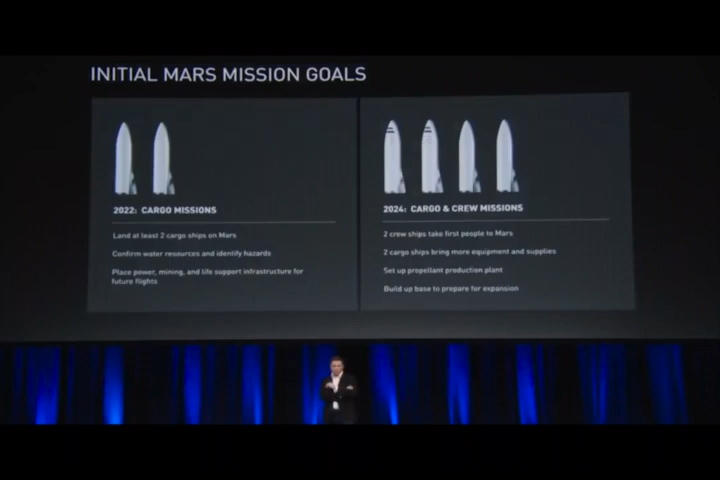 INITIAL MARS MISSION GOALS
2022: CARGO MISSIONS
Land at least 2 cargo ships on Mars
Confirm water resources and identify hazards
Place power, mining, and life support infrastructure for
future flights
2024: CARGO & CREW MISSIONS
2 crew ships take first people to Mars
2 cargo ships bring more equipment and supplies
Set up propellant production plant
Build up base to prepare for expansion